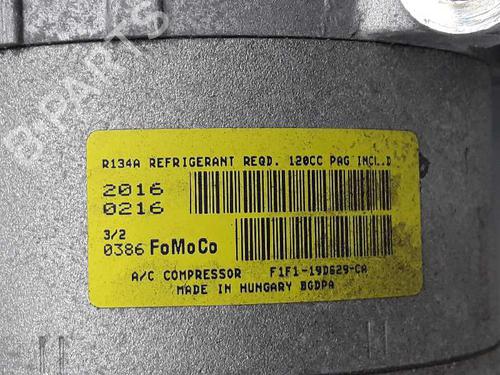 B-PARTS
R134A REFRIGERANT REQD. 120CC PAG INCL.D
2016
0216
3/2
0386 FoMoCo
A/C COMPRESSOR F1F1-19D629-CA
MADE IN HUNGARY BGDPA